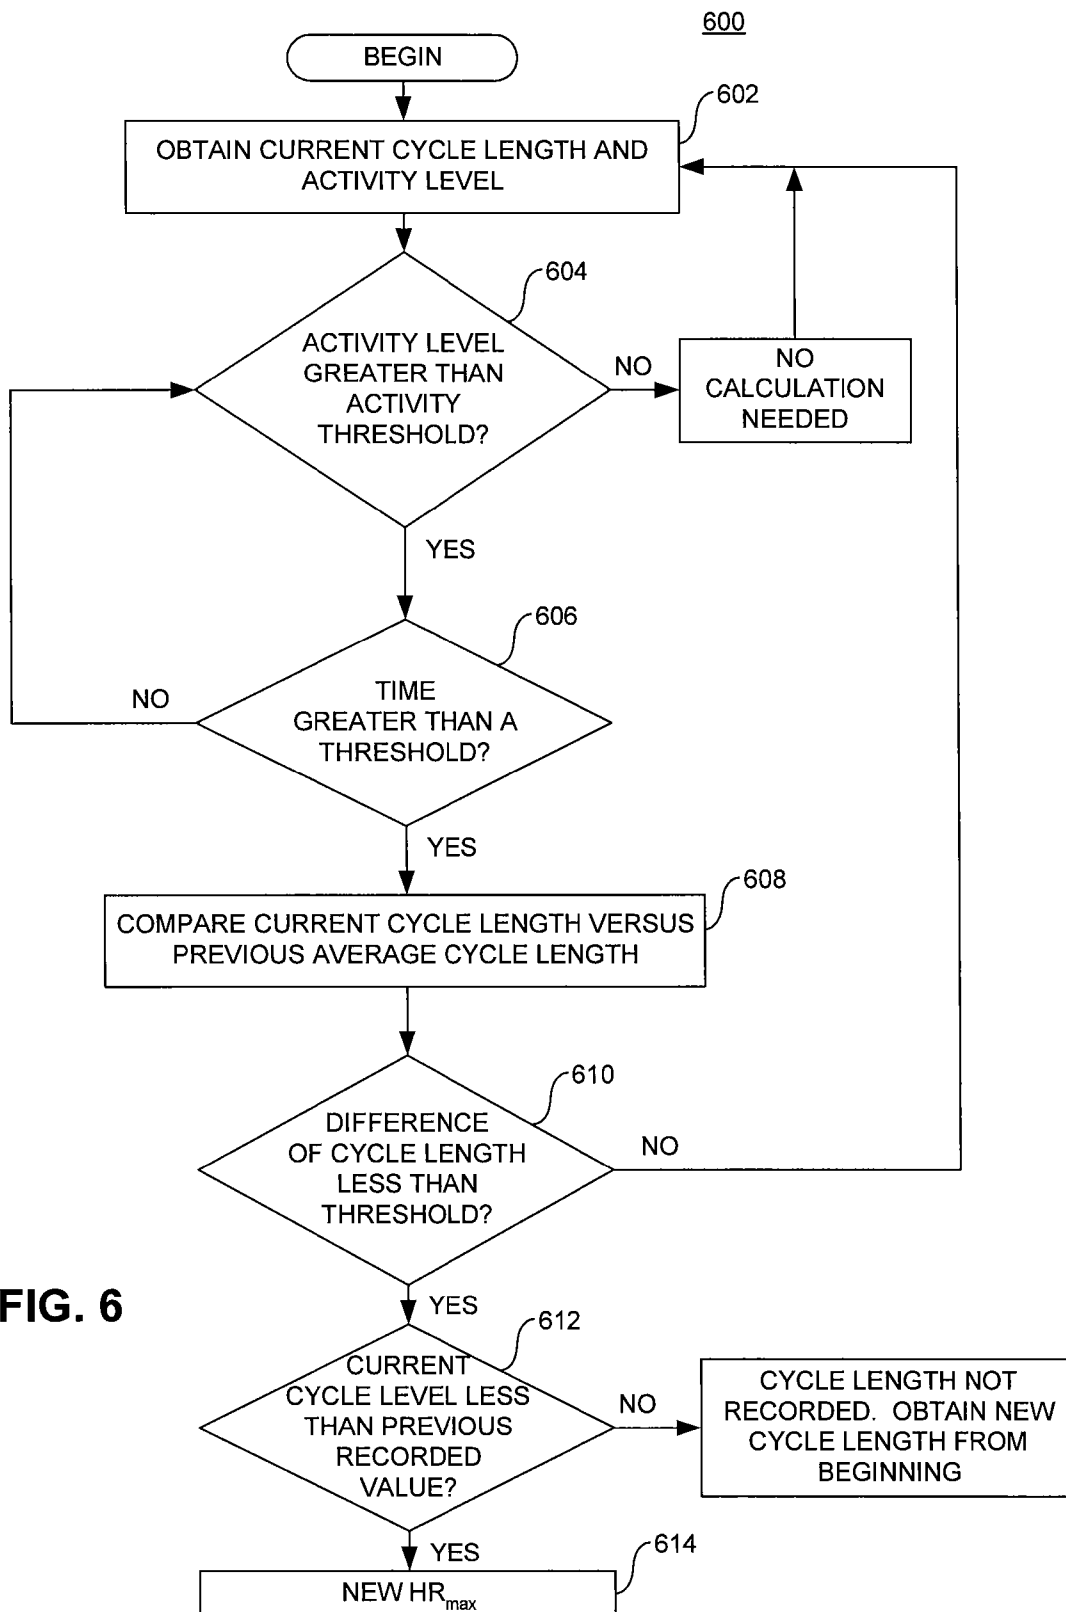 600
BEGIN
602
OBTAIN CURRENT CYCLE LENGTH AND
ACTIVITY LEVEL
604
ACTIVITY LEVEL
GREATER THAN
ACTIVITY
THRESHOLD?
NO
NO
CALCULATION
NEEDED
YES
606
TIME
GREATER THAN A
THRESHOLD?
NO
YES
608
COMPARE CURRENT CYCLE LENGTH VERSUS
PREVIOUS AVERAGE CYCLE LENGTH
610
DIFFERENCE
OF CYCLE LENGTH
LESS THAN
THRESHOLD?
NO
YES
FIG. 6
612
CURRENT
CYCLE LEVEL LESS
THAN PREVIOUS
RECORDED
VALUE?
NO
CYCLE LENGTH NOT
RECORDED. OBTAIN NEW
CYCLE LENGTH FROM
BEGINNING
YES
614
NEW HRmax